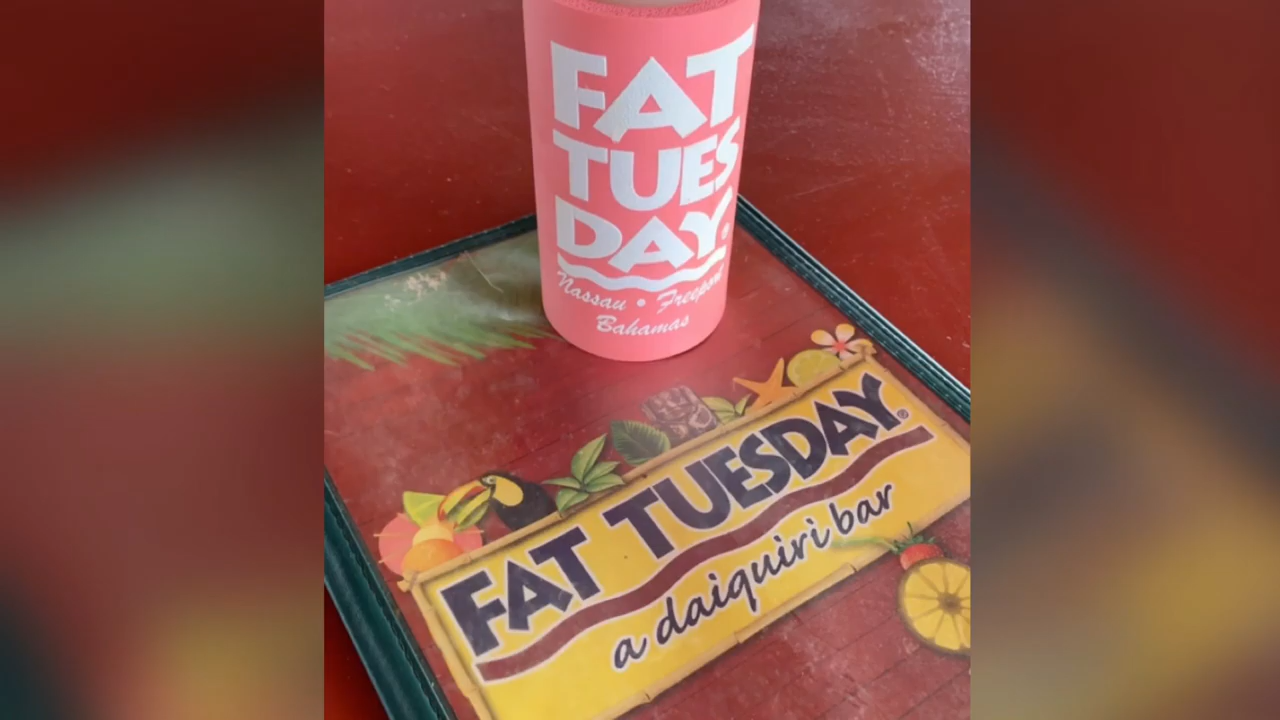 FAT
TUES
DAY.
Nassau • Freeport
Bahamas
FAT TUESDAY®
a daiquiri bar